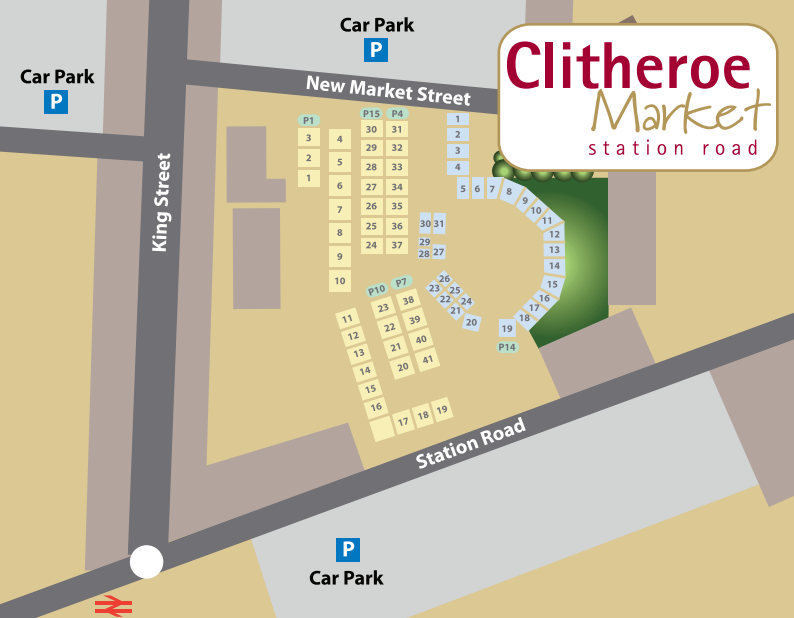 Car Park
P
Car Park
P
New Market Street
Clitheroe
Market
station road
King Street
P1
3
2
1
4
5
6
7
8
9
10
P15 P4
30 31
29 32
28 33
27 34
26 35
25 36
24 37
1
2
3
4
5 6 7 8 9 10 11
12
13
14
15
16
17
18
19
P14
30 31
29
28 27
26
23 25
22 24
21
20
P10 P7
23 38
22 39
21 40
20 41
11
12
13
14
15
16
17 18 19
Station Road
P
Car Park